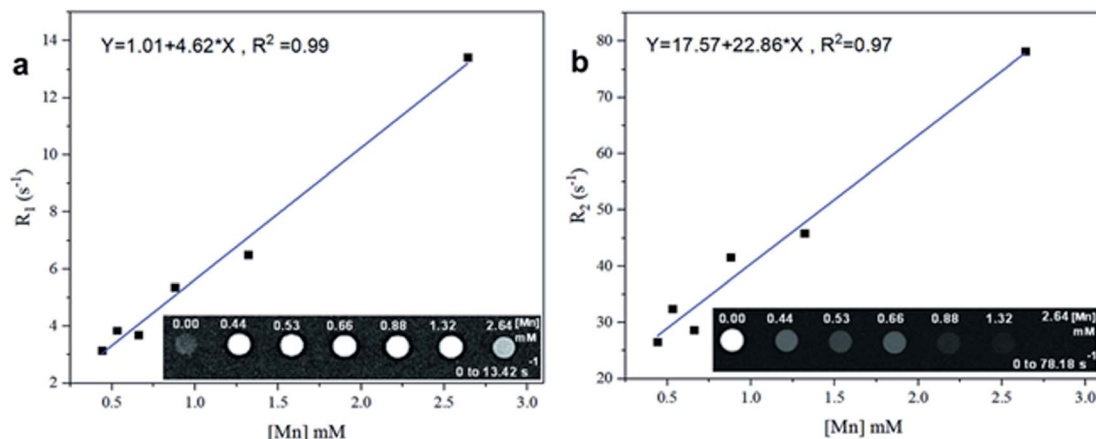 a
Y=1.01+4.62*X , R² =0.99
R₁ (s⁻¹)
14
12
10
8
6
4
2
0.00 0.44 0.53 0.66 0.88 1.32 2.64 [Mn]
mM
0 to 13.42 s⁻¹
0.5 1.0 1.5 2.0 2.5 3.0
[Mn] mM
b
Y=17.57+22.86*X , R²=0.97
R₂ (s⁻¹)
80
70
60
50
40
30
20
0.00 0.44 0.53 0.66 0.88 1.32 2.64 [Mn]
mM
0 to 78.18 s⁻¹
0.5 1.0 1.5 2.0 2.5 3.0
[Mn] mM